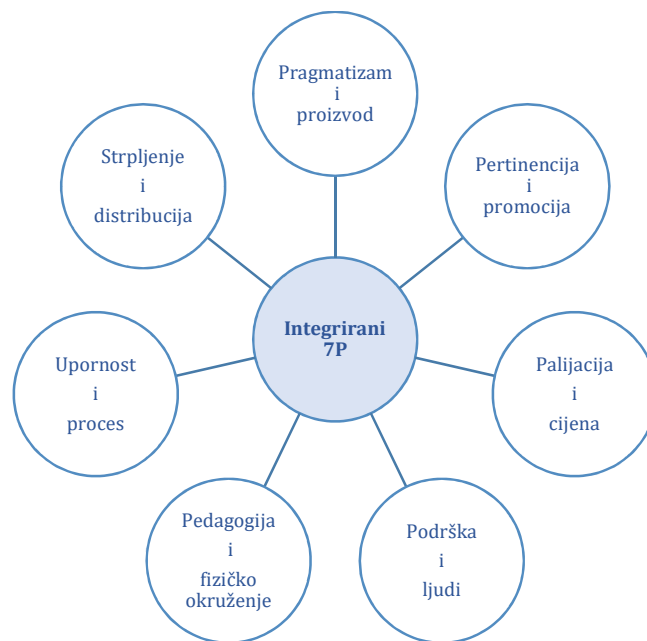 Pragmatizam
i
proizvod
Pertinencija
i
promocija
Palijacija
i
cijena
Podrška
i
ljudi
Pedagogija
i
fizičko
okruženje
Upornost
i
proces
Strpljenje
i
distribucija
Integrirani
7P